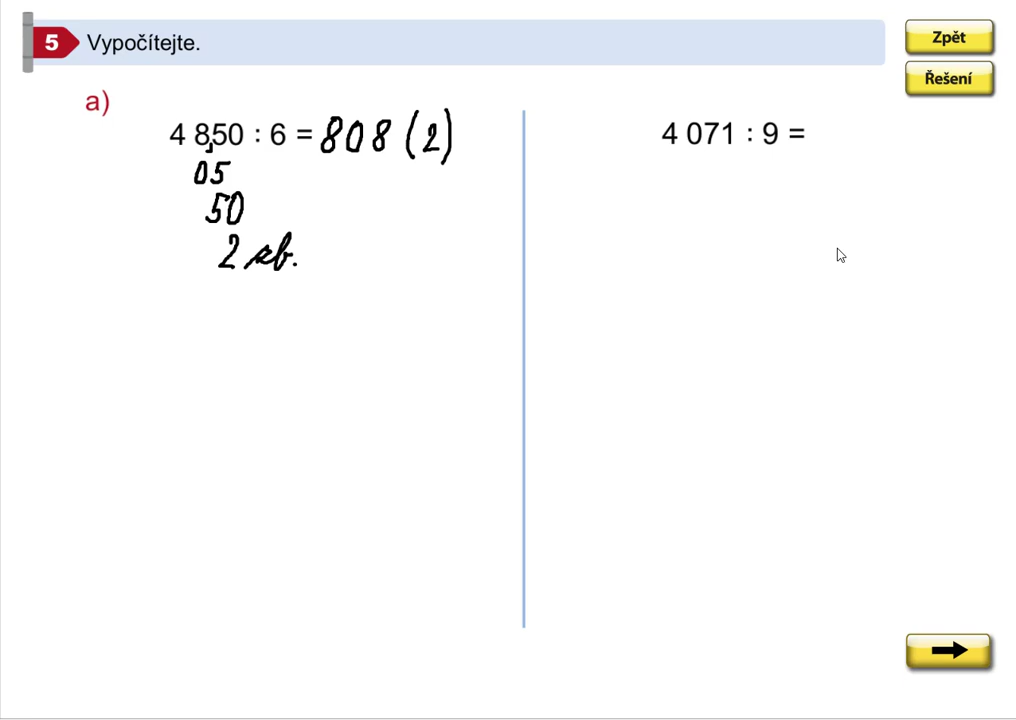 5 Vypočítejte.
Zpět
Řešení
a)
4 850 : 6 = 808 (2)
05
50
2 zb.
4 071 : 9 =